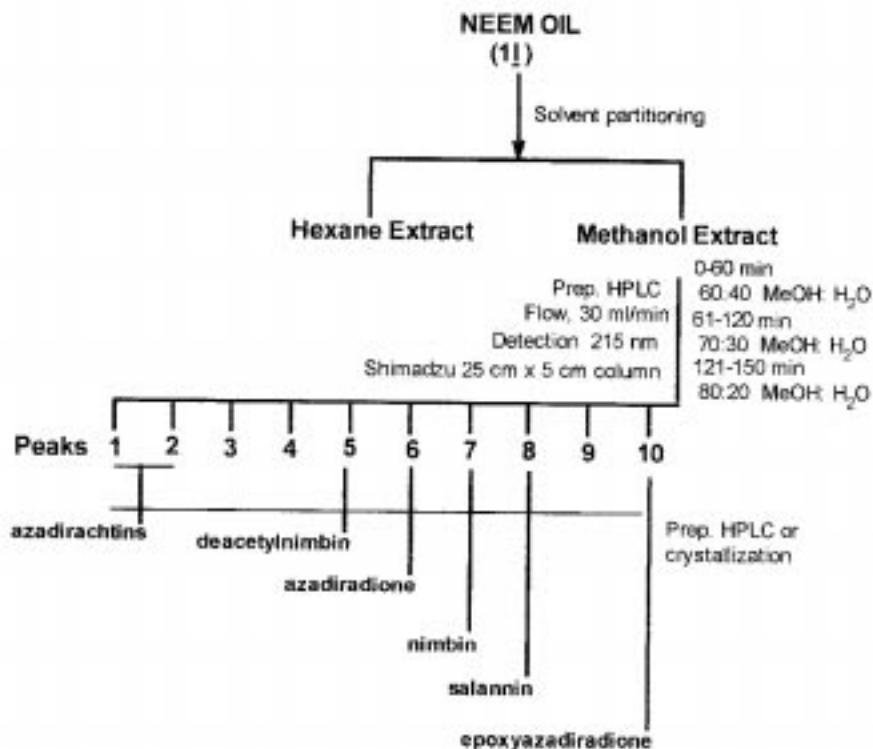 NEEM OIL
(1l)
Solvent partitioning
Hexane Extract
Methanol Extract
Prep. HPLC
Flow, 30 ml/min
Detection 215 nm
Shimadzu 25 cm x 5 cm column
0-60 min
60:40 MeOH: H₂O
61-120 min
70:30 MeOH: H₂O
121-150 min
80:20 MeOH: H₂O
Peaks 1 2 3 4 5 6 7 8 9 10
azadirachtins
deacetylnimbin
azadiradione
nimbin
salannin
epoxyazadiradione
Prep. HPLC or
crystallization